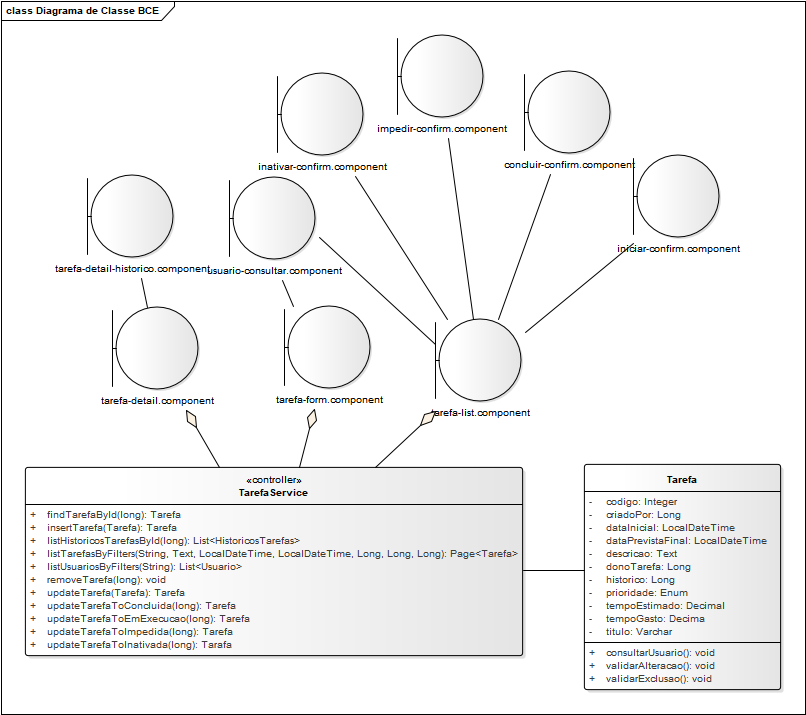 class Diagrama de Classe BCE
impedir-confirm.component
inativar-confirm.component
concluir-confirm.component
iniciar-confirm.component
tarefa-detail-historico.component
usuario-consultar.component
tarefa-detail.component
tarefa-form.component
tarefa-list.component
«controller»
TarefaService
+ findTarefaById(long): Tarefa
+ insertTarefa(Tarefa): Tarefa
+ listHistoricosTarefasById(long): List<HistoricosTarefas>
+ listTarefasByFilters(String, Text, LocalDateTime, LocalDateTime, Long, Long, Long): Page<Tarefa>
+ listUsuariosByFilters(String): List<Usuario>
+ removeTarefa(long): void
+ updateTarefa(Tarefa): Tarefa
+ updateTarefaToConcluida(long): Tarefa
+ updateTarefaToEmExecucao(long): Tarefa
+ updateTarefaToImpedida(long): Tarefa
+ updateTarefaToInativada(long): Tarafa
Tarefa
- codigo: Integer
- criadoPor: Long
- dataInicial: LocalDateTime
- dataPrevistaFinal: LocalDateTime
- descricao: Text
- donoTarefa: Long
- historico: Long
- prioridade: Enum
- tempoEstimado: Decimal
- tempoGasto: Decima
- titulo: Varchar
+ consultarUsuario(): void
+ validarAlteracao(): void
+ validarExclusao(): void